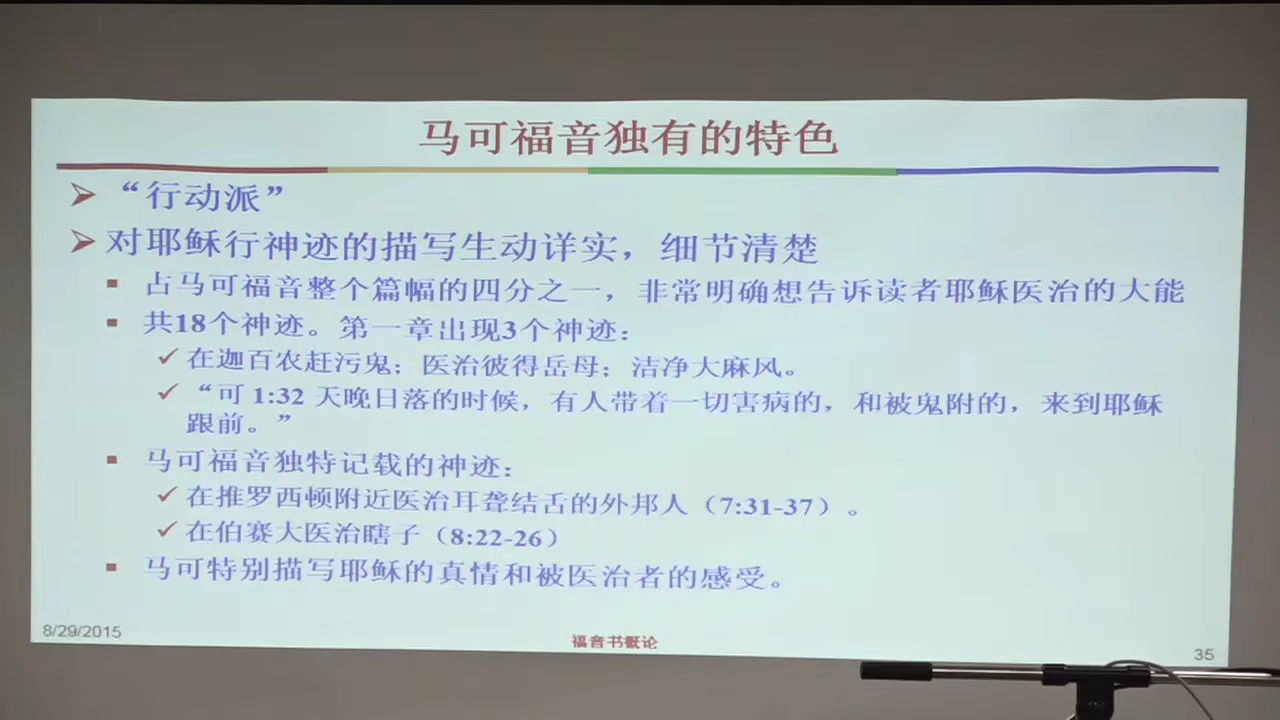 马可福音独有的特色
“行动派”
对耶稣行神迹的描写生动详实，细节清楚
占马可福音整个篇幅的四分之一，非常明确想告诉读者耶稣医治的大能
共18个神迹。第一章出现3个神迹：
在迦百农赶污鬼；医治彼得岳母；洁净大麻风。
“可 1:32 天晚日落的时候，有人带着一切害病的，和被鬼附的，来到耶稣
跟前。”
马可福音独特记载的神迹：
在推罗西顿附近医治耳聋结舌的外邦人（7:31-37）。
在伯赛大医治瞎子（8:22-26）
马可特别描写耶稣的真情和被医治者的感受。
8/29/2015
福音书概论
35